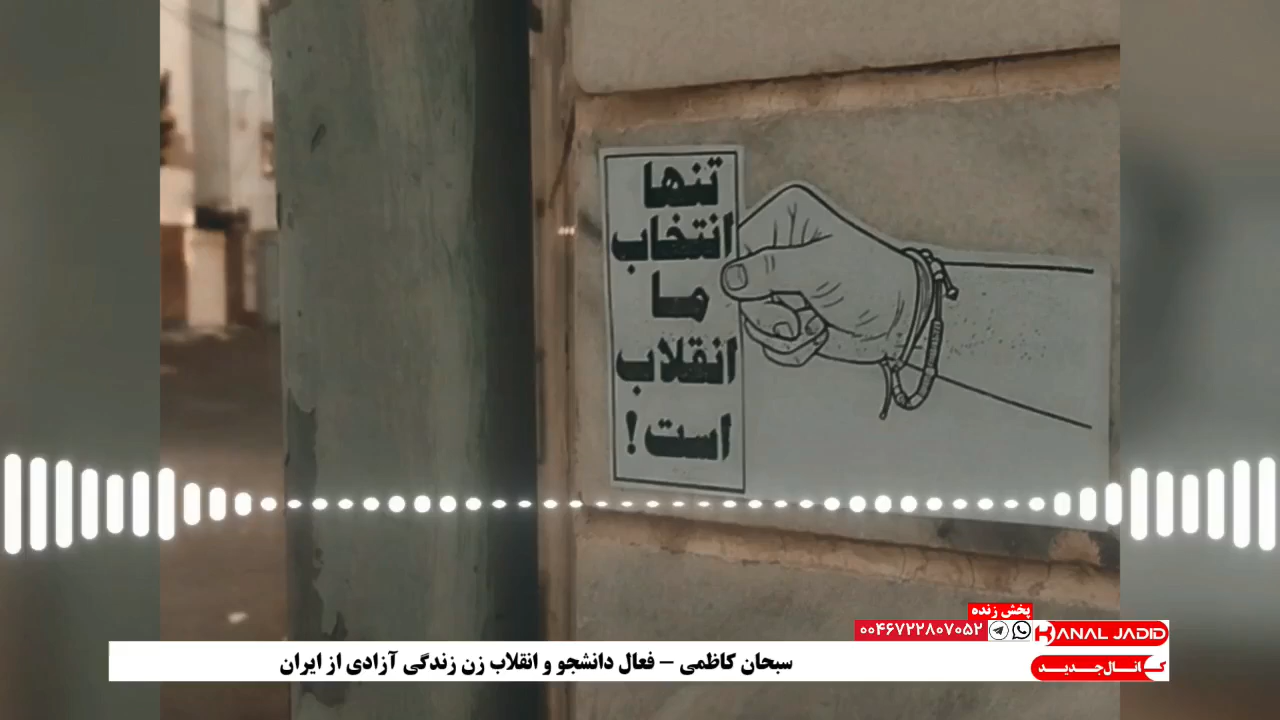 تنها
انتخاب
ما
انقلاب
است!
پخش زنده
۰۰۴۶۷۲۲۸۰۷۰۵۲
KANAL JADID
کانال جدید
سبحان کاظمی – فعال دانشجو و انقلاب زن زندگی آزادی از ایران